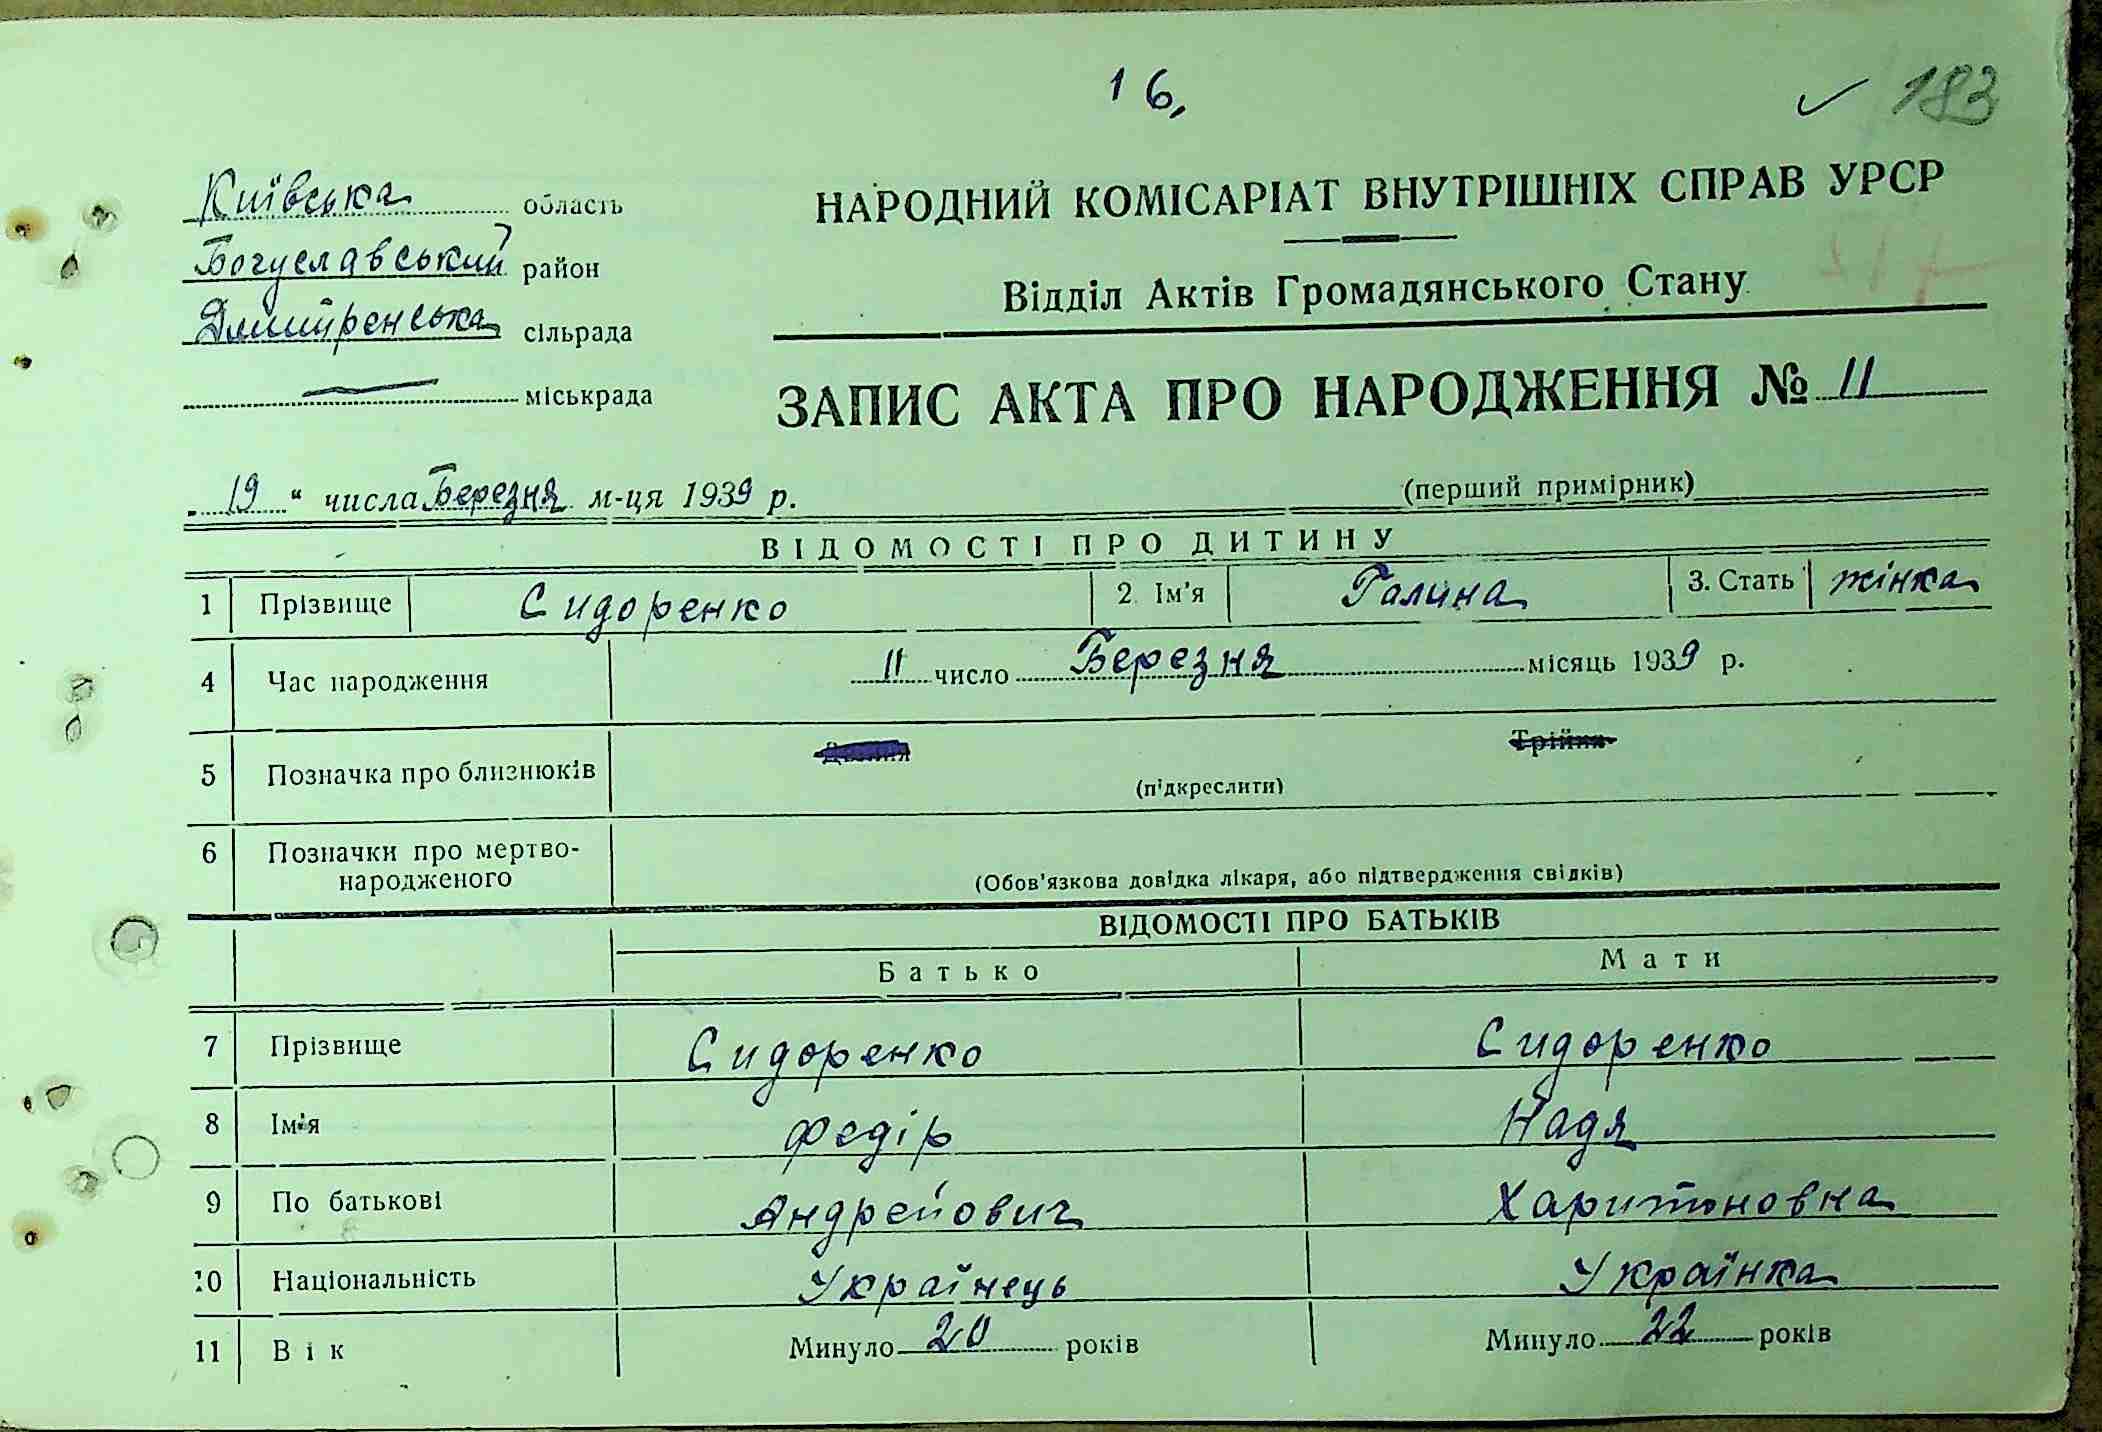 16,
✓ 183
Київська область
Богуславський район
Дмитренська сільрада
— міськрада
НАРОДНИЙ КОМІСАРІАТ ВНУТРІШНІХ СПРАВ УРСР
Відділ Актів Громадянського Стану
ЗАПИС АКТА ПРО НАРОДЖЕННЯ № 11
„ 19 “ числа Березня м-ця 1939 р.
(перший примірник)
ВІДОМОСТІ ПРО ДИТИНУ
1 Прізвище Сидоренко 2. Ім'я Галина 3. Стать жінка
4 Час народження 11 число Березня місяць 1939 р.
5 Позначка про близнюків Двійня Трійня
(підкреслити)
6 Позначки про мертво-
народженого
(Обов'язкова довідка лікаря, або підтвердження свідків)
ВІДОМОСТІ ПРО БАТЬКІВ
Батько Мати
7 Прізвище Сидоренко Сидоренко
8 Ім'я Федір Надя
9 По батькові Андрейович Харитоновна
10 Національність Українець Українка
11 Вік Минуло 20 років Минуло 22 років